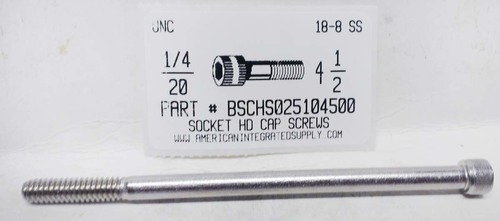 UNC 18-8 SS
1/4 20 4 1/2
PART # BSCHS025104500
SOCKET HD CAP SCREWS
WWW.AMERICANINTEGRATEDSUPPLY.COM